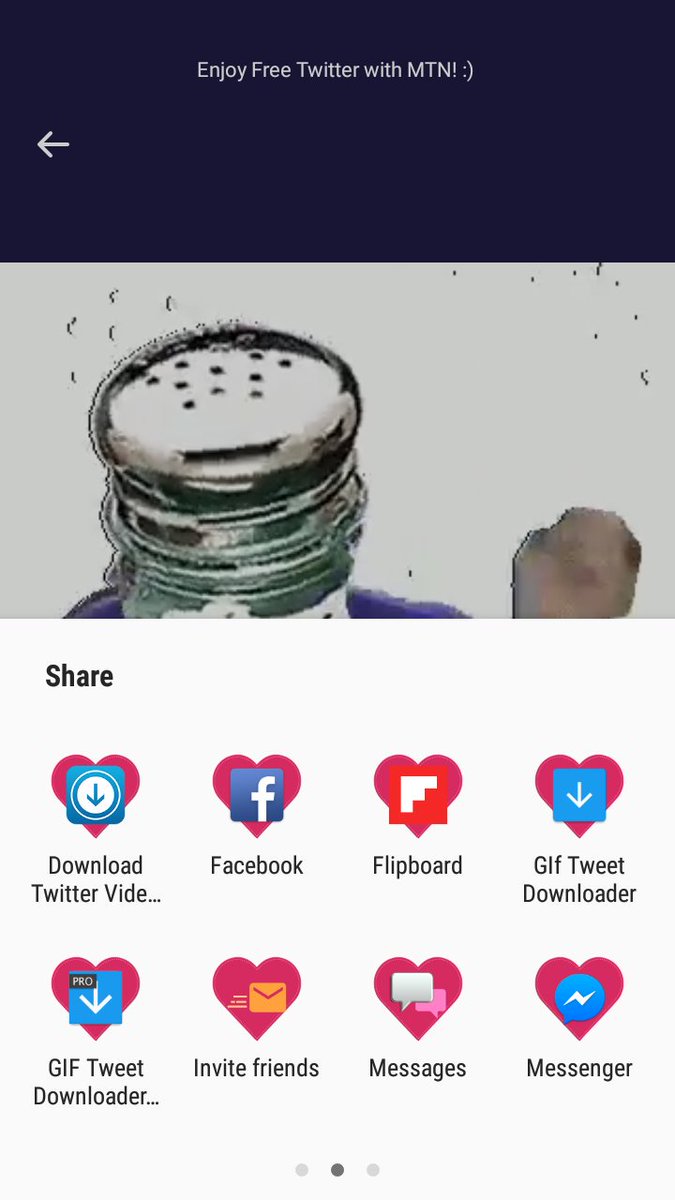 Enjoy Free Twitter with MTN! :)
Share
Download
Twitter Vide…
Facebook
Flipboard
GIf Tweet
Downloader
PRO
GIF Tweet
Downloader…
Invite friends
Messages
Messenger